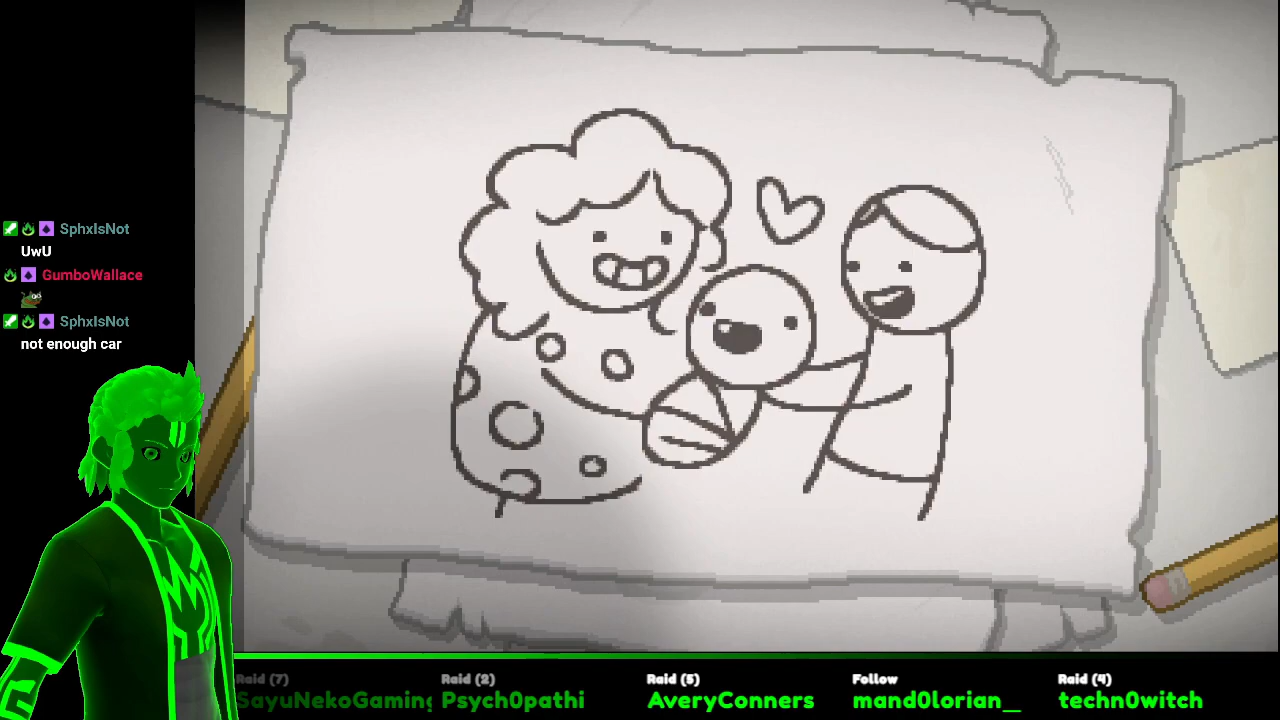 SphxIsNot
UwU
GumboWallace
SphxIsNot
not enough car
Raid (7)
SayuNekoGaming
Raid (2)
Psych0pathi
Raid (5)
AveryConners
Follow
mand0lorian_
Raid (4)
techn0witch